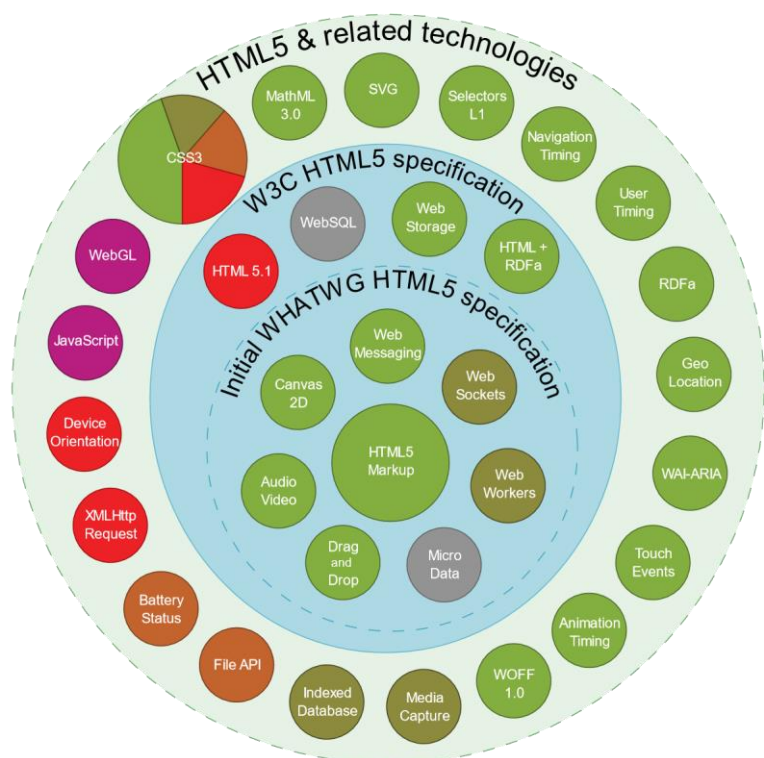 HTML5 & related technologies
MathML
3.0
SVG
Selectors
L1
Navigation
Timing
User
Timing
RDFa
Geo
Location
WAI-ARIA
Touch
Events
Animation
Timing
WOFF
1.0
Media
Capture
Indexed
Database
File API
Battery
Status
XMLHttp
Request
Device
Orientation
JavaScript
WebGL
CSS3
W3C HTML5 specification
HTML 5.1
WebSQL
Web
Storage
HTML +
RDFa
Initial WHATWG HTML5 specification
Web
Messaging
Web
Sockets
Web
Workers
Micro
Data
Drag
and
Drop
Audio
Video
Canvas
2D
HTML5
Markup